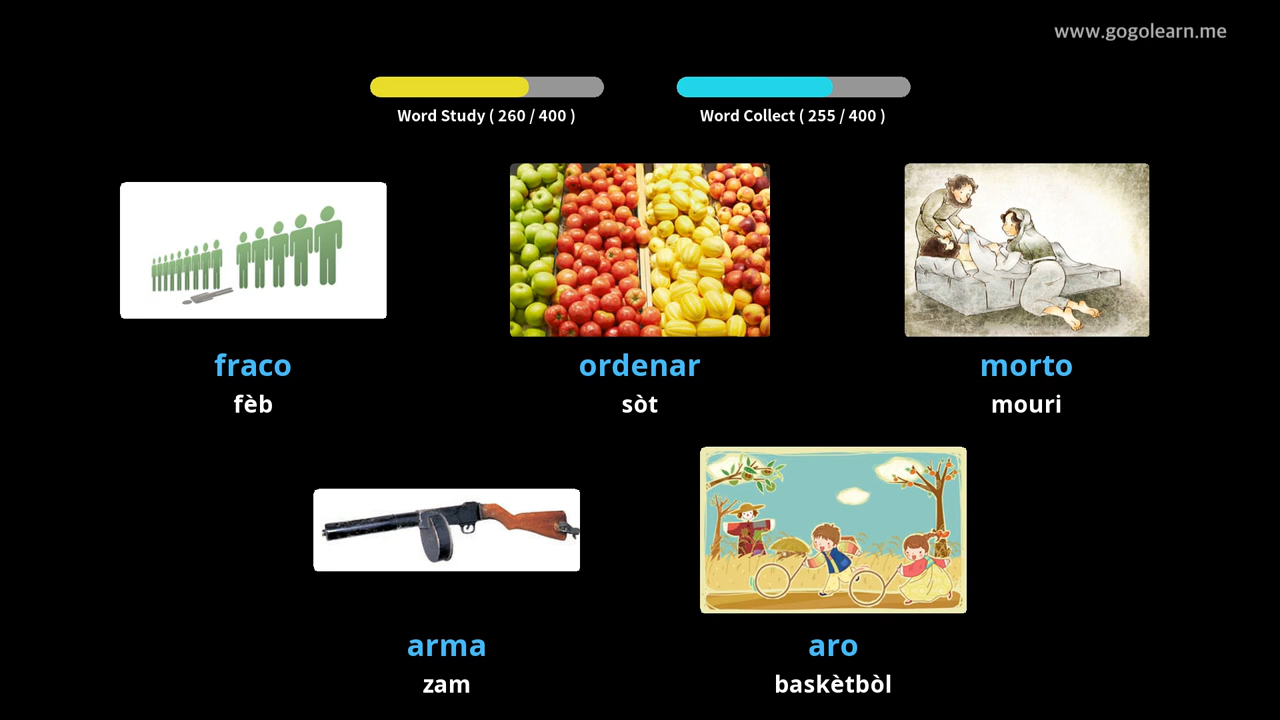 www.gogolearn.me
Word Study ( 260 / 400 )
Word Collect ( 255 / 400 )
fraco
fèb
ordenar
sòt
morto
mouri
arma
zam
aro
baskètbòl